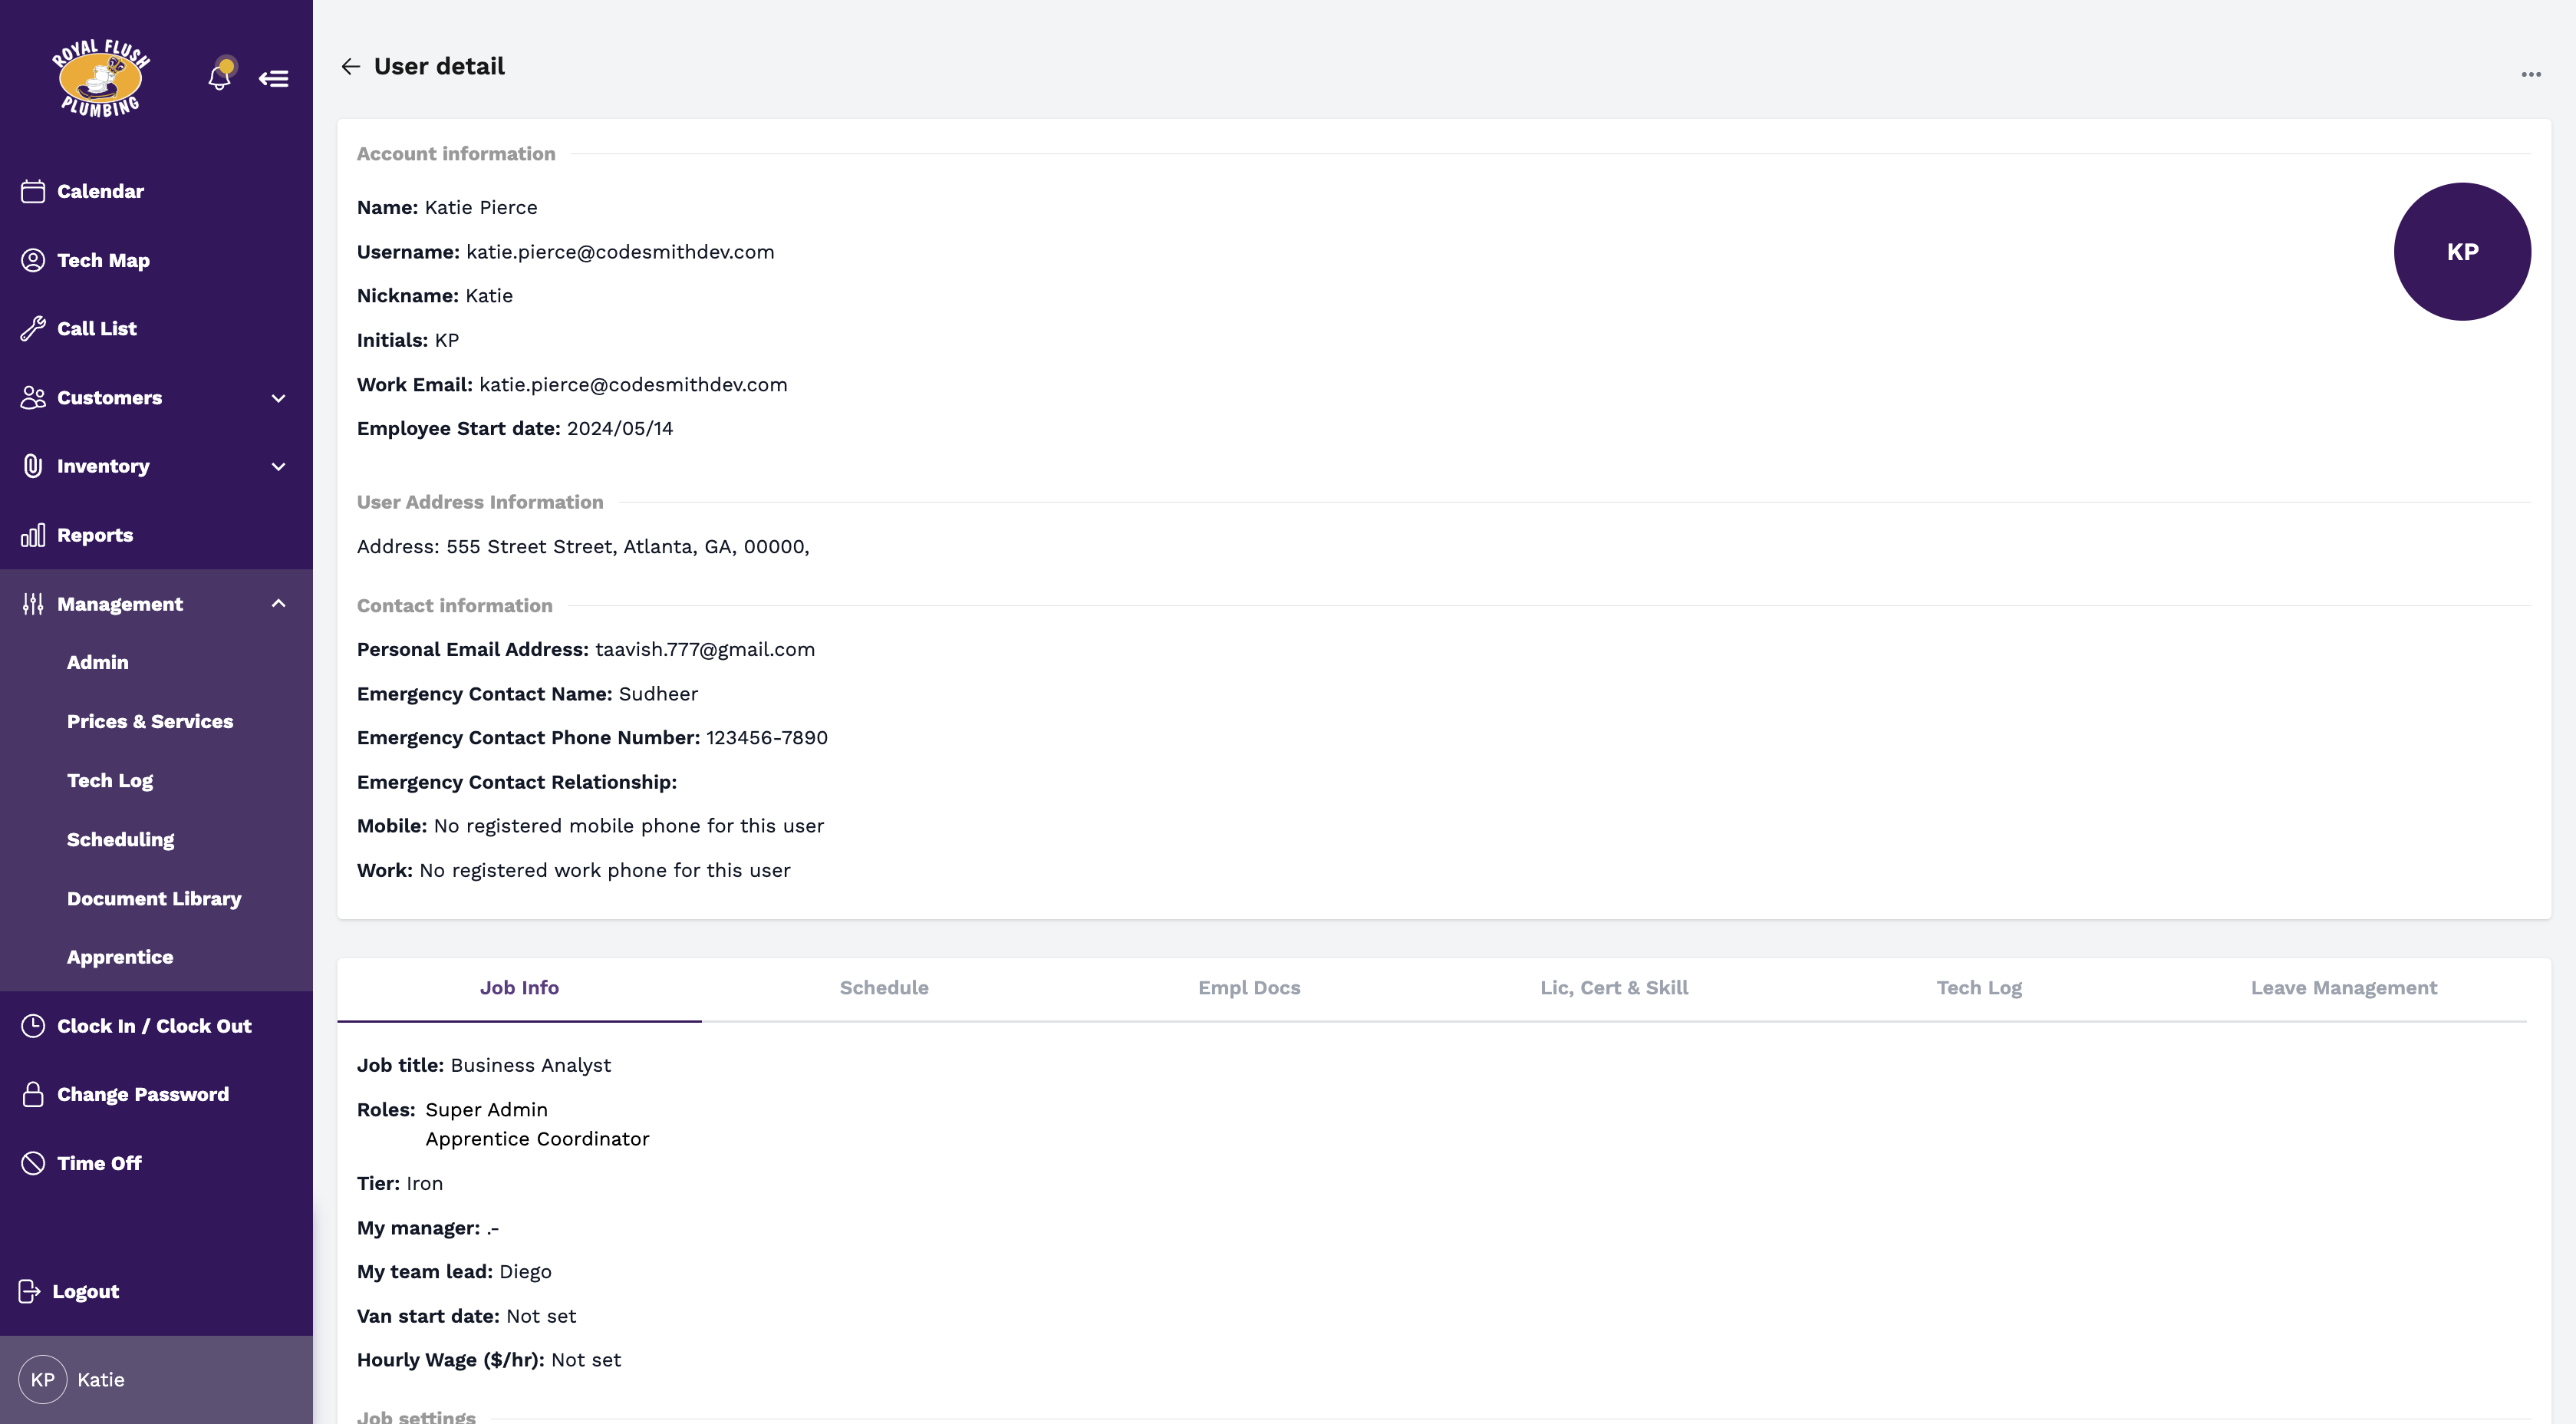 ROYAL FLUSH
PLUMBING
Calendar
Tech Map
Call List
Customers
Inventory
Reports
Management
Admin
Prices & Services
Tech Log
Scheduling
Document Library
Apprentice
Clock In / Clock Out
Change Password
Time Off
Logout
KP Katie
User detail
Account information
Name: Katie Pierce
Username: katie.pierce@codesmithdev.com
Nickname: Katie
Initials: KP
Work Email: katie.pierce@codesmithdev.com
Employee Start date: 2024/05/14
KP
User Address Information
Address: 555 Street Street, Atlanta, GA, 00000,
Contact information
Personal Email Address: taavish.777@gmail.com
Emergency Contact Name: Sudheer
Emergency Contact Phone Number: 123456-7890
Emergency Contact Relationship:
Mobile: No registered mobile phone for this user
Work: No registered work phone for this user
Job Info Schedule Empl Docs Lic, Cert & Skill Tech Log Leave Management
Job title: Business Analyst
Roles: Super Admin
Apprentice Coordinator
Tier: Iron
My manager: .-
My team lead: Diego
Van start date: Not set
Hourly Wage ($/hr): Not set
Job settings